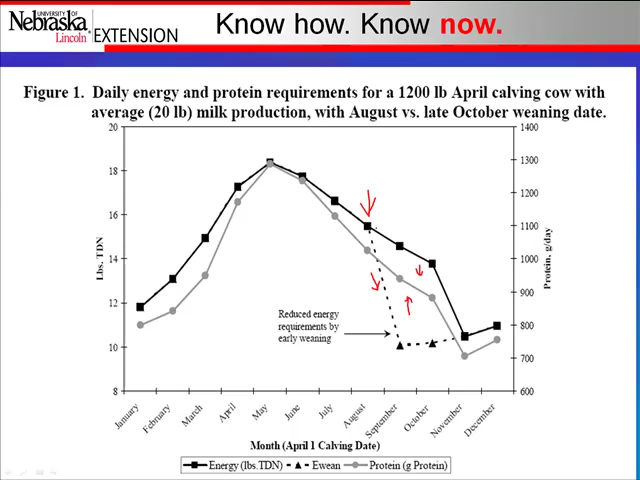 UNIVERSITY OF
Nebraska
Lincoln
EXTENSION
Know how. Know now.
Figure 1. Daily energy and protein requirements for a 1200 lb April calving cow with
average (20 lb) milk production, with August vs. late October weaning date.
20
18
16
14
12
10
8
Lbs. TDN
1400
1300
1200
1100
1000
900
800
700
600
Protein, g/day
Reduced energy
requirements by
early weaning
January
February
March
April
May
June
July
August
September
October
November
December
Month (April 1 Calving Date)
Energy (lbs.TDN)
Ewean
Protein (g Protein)